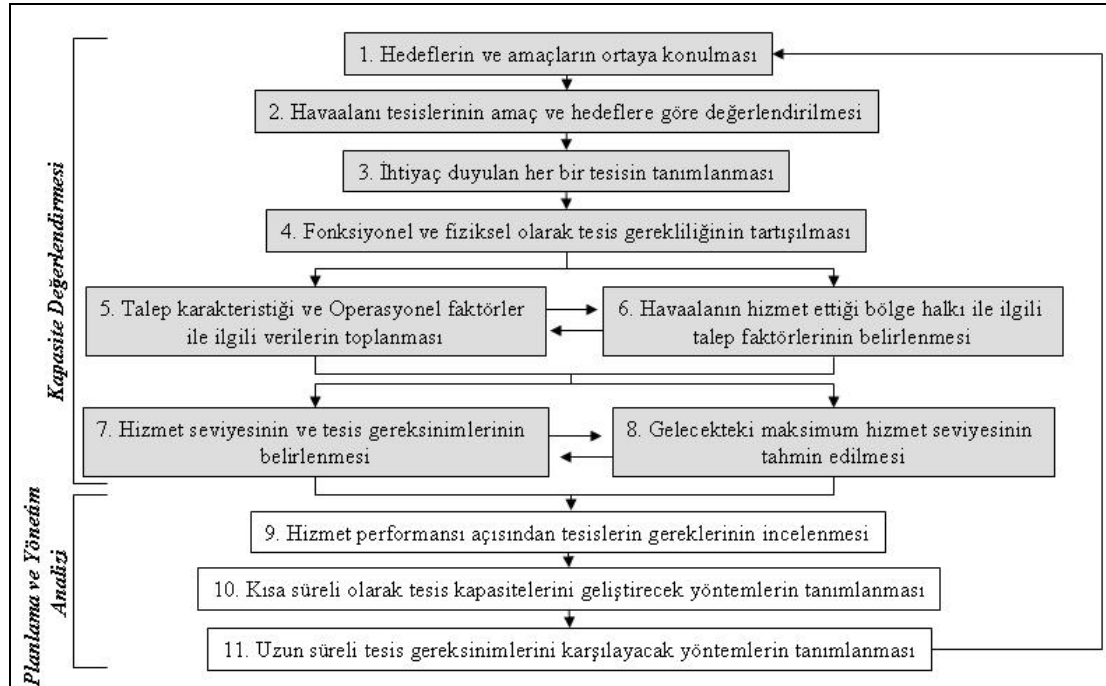 1. Hedeflerin ve amaçların ortaya konulması
2. Havaalanı tesislerinin amaç ve hedeflere göre değerlendirilmesi
3. İhtiyaç duyulan her bir tesisin tanımlanması
4. Fonksiyonel ve fiziksel olarak tesis gerekliliğinin tartışılması
5. Talep karakteristiği ve Operasyonel faktörler
ile ilgili verilerin toplanması
6. Havaalanın hizmet ettiği bölge halkı ile ilgili
talep faktörlerinin belirlenmesi
7. Hizmet seviyesinin ve tesis gereksinimlerinin
belirlenmesi
8. Gelecekteki maksimum hizmet seviyesinin
tahmin edilmesi
Kapasite Değerlendirmesi
9. Hizmet performansı açısından tesislerin gereklerinin incelenmesi
10. Kısa süreli olarak tesis kapasitelerini geliştirecek yöntemlerin tanımlanması
11. Uzun süreli tesis gereksinimlerini karşılayacak yöntemlerin tanımlanması
Planlama ve Yönetim
Analizi